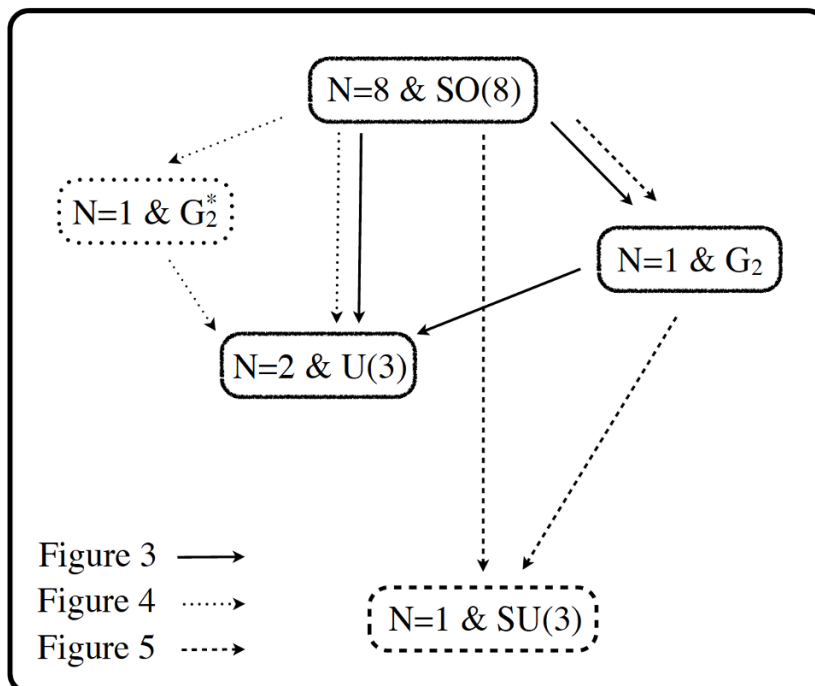 N=8 & SO(8)
N=1 & G₂*
N=1 & G₂
N=2 & U(3)
N=1 & SU(3)
Figure 3
Figure 4
Figure 5